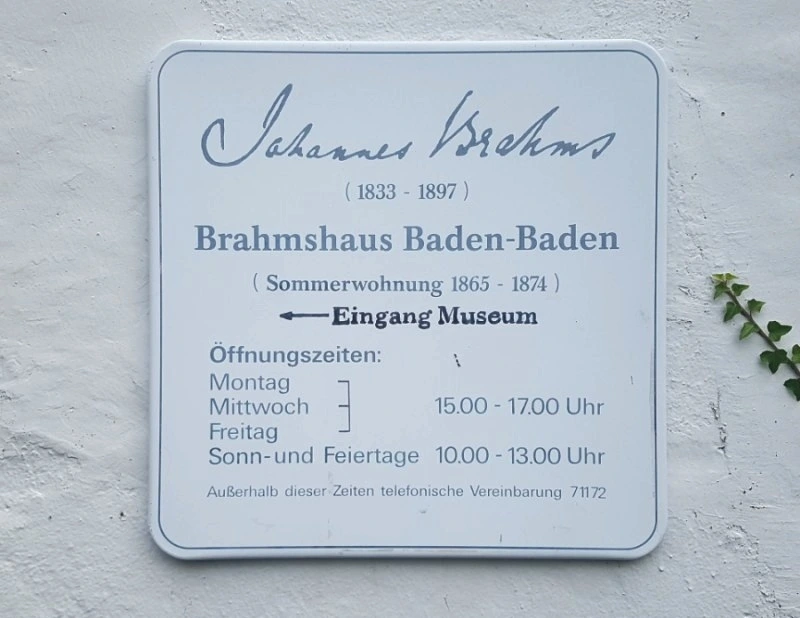 Johannes Brahms
( 1833 - 1897 )
Brahmshaus Baden-Baden
( Sommerwohnung 1865 - 1874 )
←Eingang Museum
Öffnungszeiten:
Montag
Mittwoch 15.00 - 17.00 Uhr
Freitag
Sonn-und Feiertage 10.00 - 13.00 Uhr
Außerhalb dieser Zeiten telefonische Vereinbarung 71172